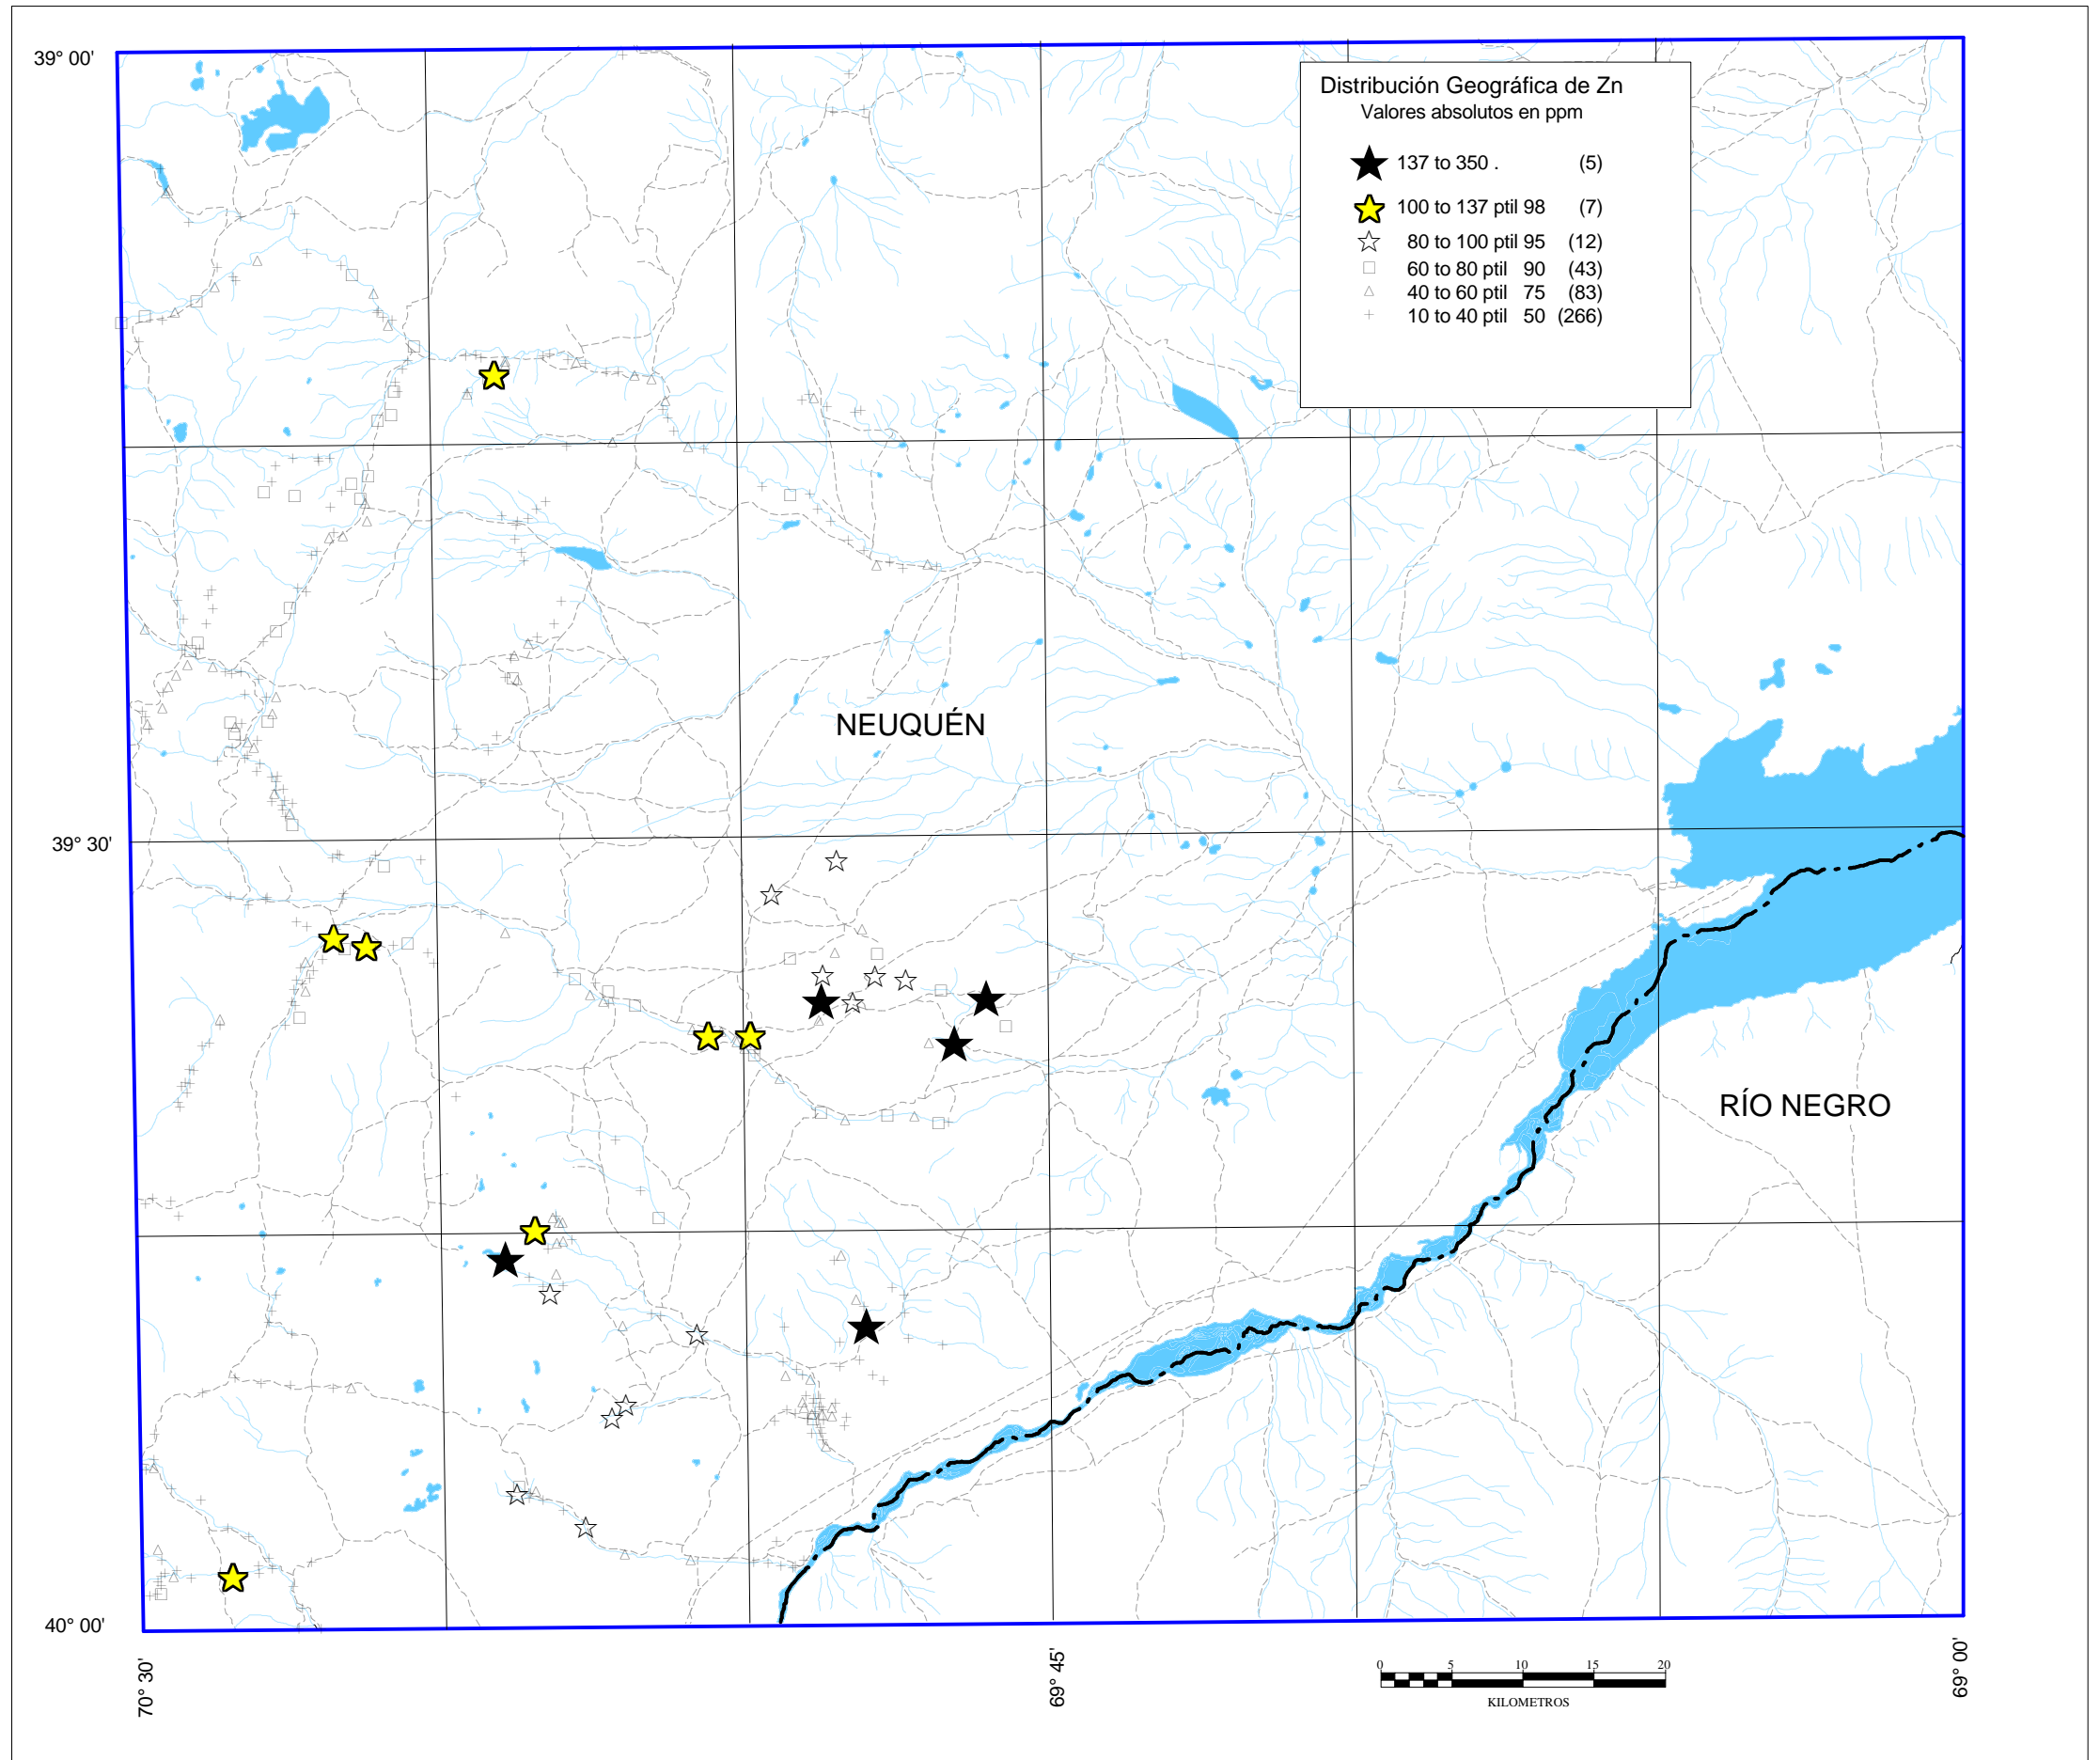 39° 00'
Distribución Geográfica de Zn
Valores absolutos en ppm
137 to 350 . (5)
100 to 137 ptil 98 (7)
80 to 100 ptil 95 (12)
60 to 80 ptil 90 (43)
40 to 60 ptil 75 (83)
10 to 40 ptil 50 (266)
NEUQUÉN
39° 30'
RÍO NEGRO
40° 00'
70° 30'
69° 45'
69° 00'
0 5 10 15 20
KILOMETROS